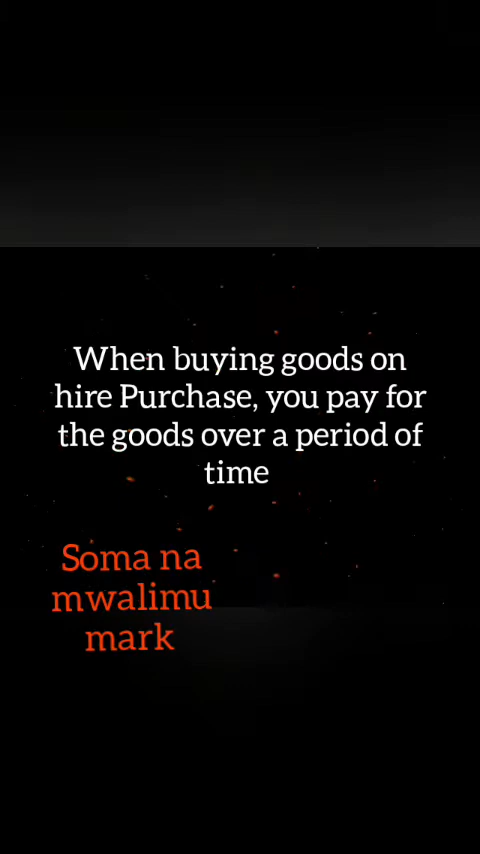 When buying goods on
hire Purchase, you pay for
the goods over a period of
time
Soma na
mwalimu
mark